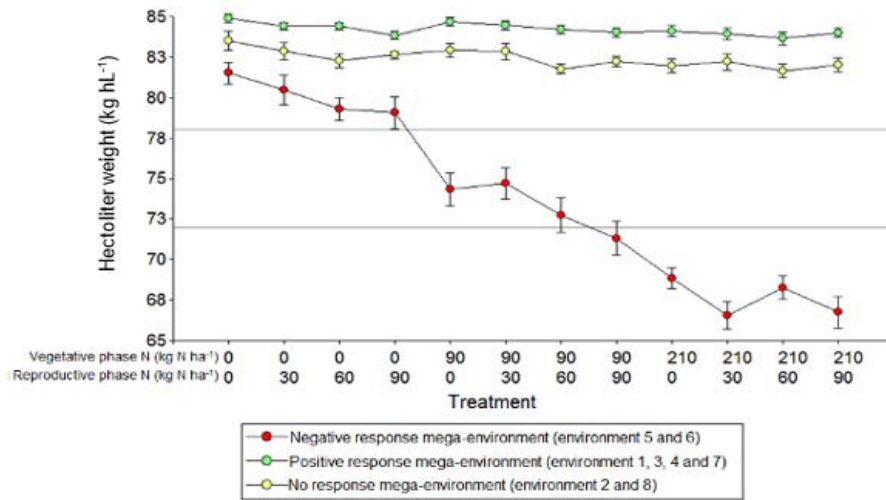 Hectoliter weight (kg hL⁻¹)
85
83
80
78
75
73
70
68
65
Vegetative phase N (kg N ha⁻¹) 0 0 0 0 90 90 90 90 210 210 210 210
Reproductive phase N (kg N ha⁻¹) 0 30 60 90 0 30 60 90 0 30 60 90
Treatment
Negative response mega-environment (environment 5 and 6)
Positive response mega-environment (environment 1, 3, 4 and 7)
No response mega-environment (environment 2 and 8)